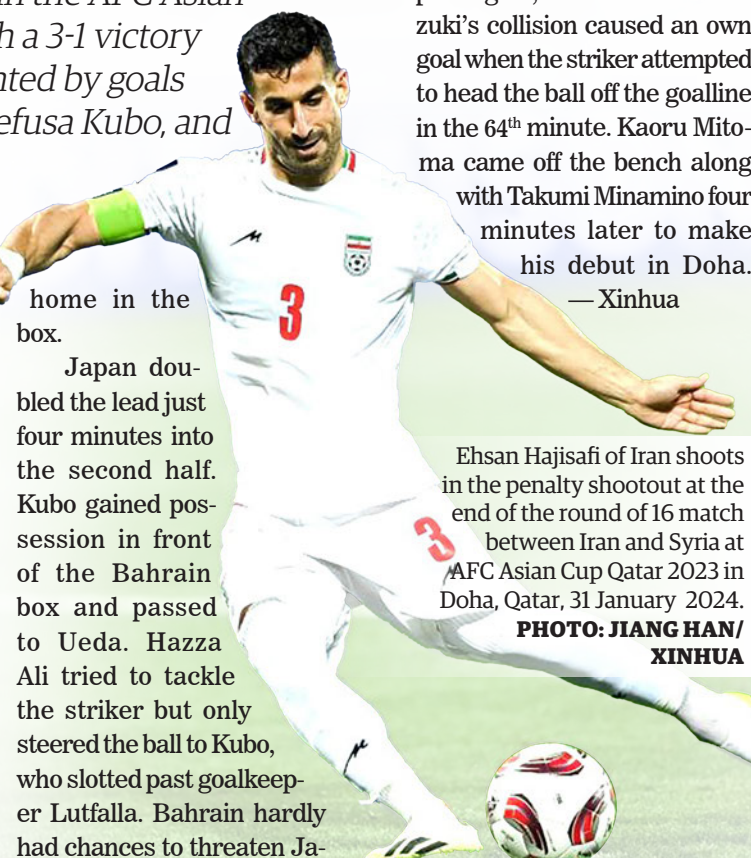 in the AFC Asian
h a 3-1 victory
nted by goals
efusa Kubo, and
home in the
box.
Japan dou-
bled the lead just
four minutes into
the second half.
Kubo gained pos-
session in front
of the Bahrain
box and passed
to Ueda. Hazza
Ali tried to tackle
the striker but only
steered the ball to Kubo,
who slotted past goalkeep-
er Lutfalla. Bahrain hardly
had chances to threaten Ja-
zuki's collision caused an own
goal when the striker attempted
to head the ball off the goalline
in the 64th minute. Kaoru Mito-
ma came off the bench along
with Takumi Minamino four
minutes later to make
his debut in Doha.
— Xinhua
3
3
Ehsan Hajisafi of Iran shoots
in the penalty shootout at the
end of the round of 16 match
between Iran and Syria at
AFC Asian Cup Qatar 2023 in
Doha, Qatar, 31 January 2024.
PHOTO: JIANG HAN/
XINHUA